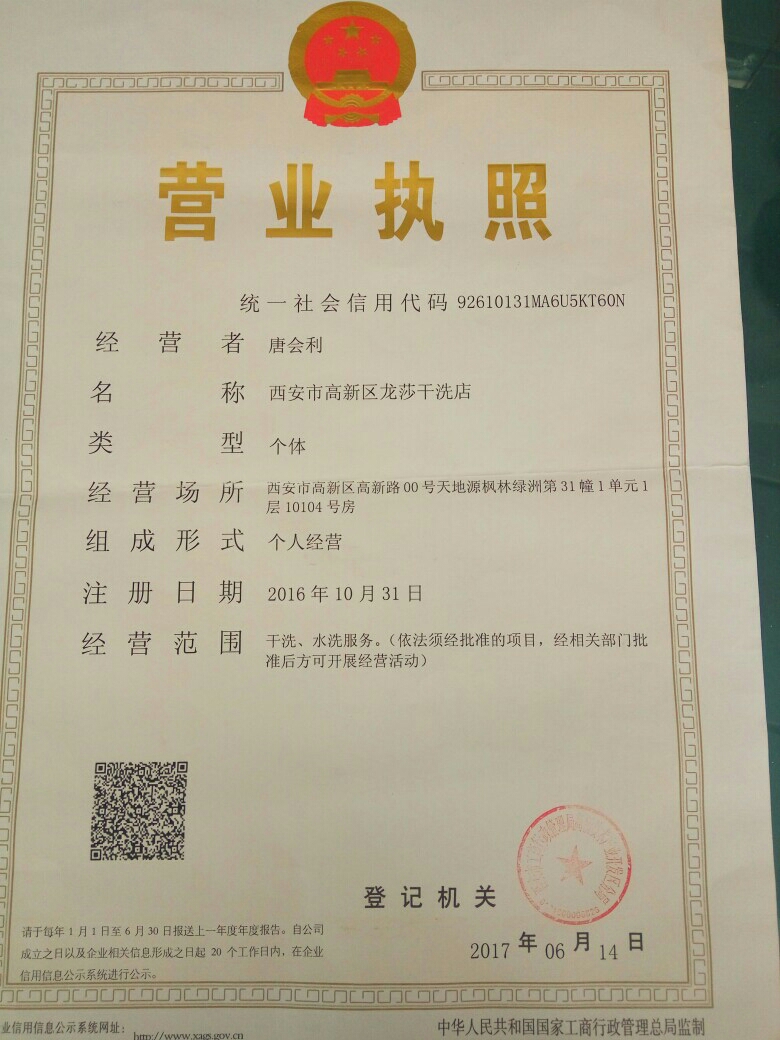 营业执照
统一社会信用代码 92610131MA6U5KT60N
经营者 唐会利
名称 西安市高新区龙莎干洗店
类型 个体
经营场所 西安市高新区高新路00号天地源枫林绿洲第31幢1单元1
层10104号房
组成形式 个人经营
注册日期 2016年10月31日
经营范围 干洗、水洗服务。(依法须经批准的项目,经相关部门批
准后方可开展经营活动)
登记机关
2017年06月14日
请于每年1月1日至6月30日报送上一年度年度报告。自公司
成立之日以及企业相关信息形成之日起 20 个工作日内,在企业
信用信息公示系统进行公示。
业信用信息公示系统网址: http://www.xags.gov.cn
中华人民共和国国家工商行政管理总局监制